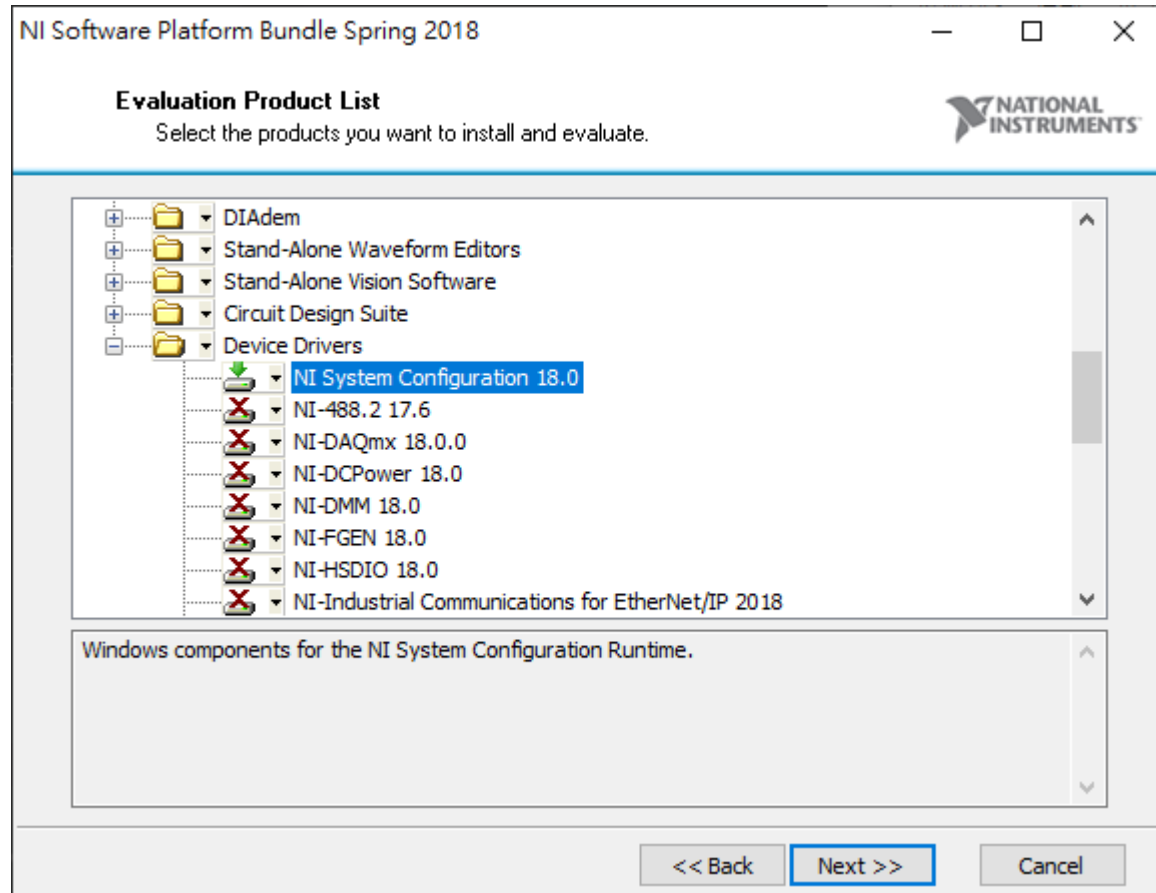 NI Software Platform Bundle Spring 2018
Evaluation Product List
Select the products you want to install and evaluate.
NATIONAL
INSTRUMENTS
DIAdem
Stand-Alone Waveform Editors
Stand-Alone Vision Software
Circuit Design Suite
Device Drivers
NI System Configuration 18.0
NI-488.2 17.6
NI-DAQmx 18.0.0
NI-DCPower 18.0
NI-DMM 18.0
NI-FGEN 18.0
NI-HSDIO 18.0
NI-Industrial Communications for EtherNet/IP 2018
Windows components for the NI System Configuration Runtime.
<< Back Next >> Cancel